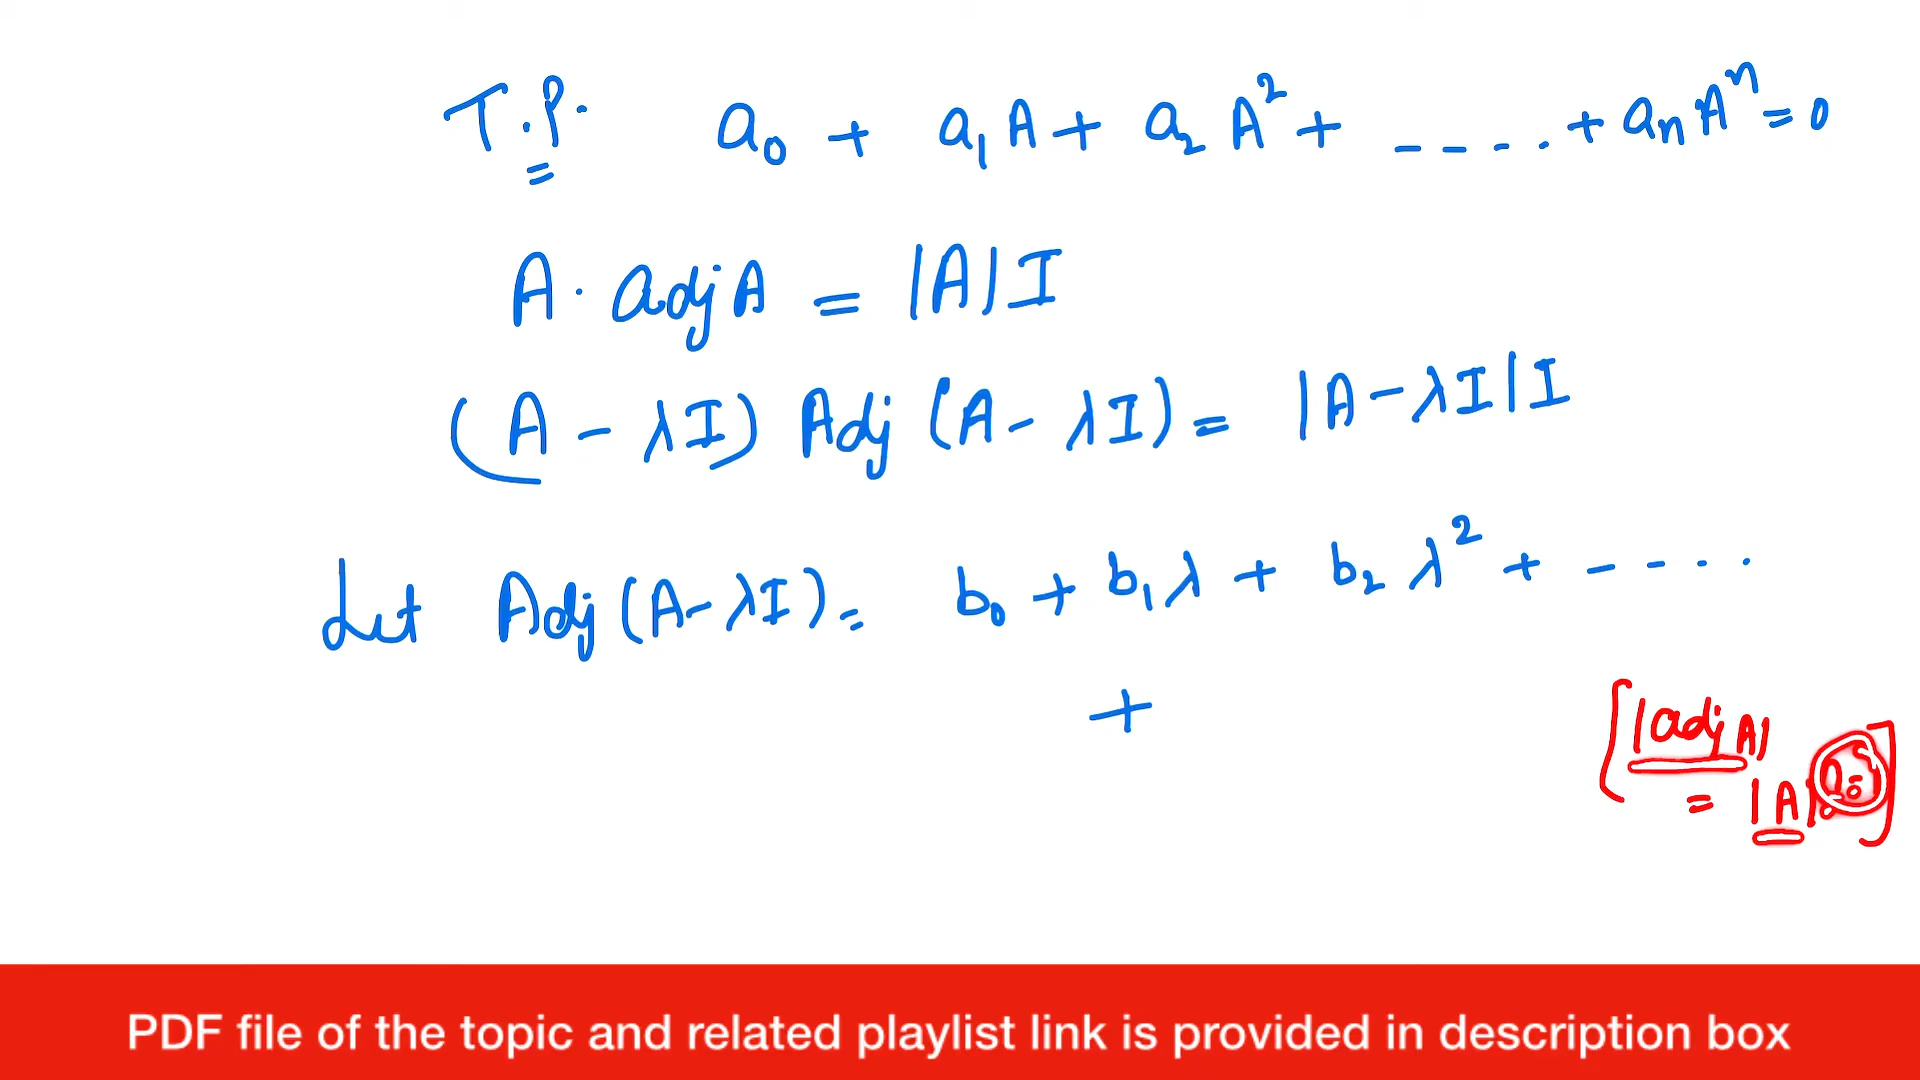 T.P. a₀ + a₁A + a₂A² + ----- + aₙAⁿ = 0
A. adj A = |A| I
(A - λI) Adj (A - λI) = |A - λI| I
Let Adj (A - λI) = b₀ + b₁λ + b₂λ² + -----
+
[|adj A|
= |A|
PDF file of the topic and related playlist link is provided in description box